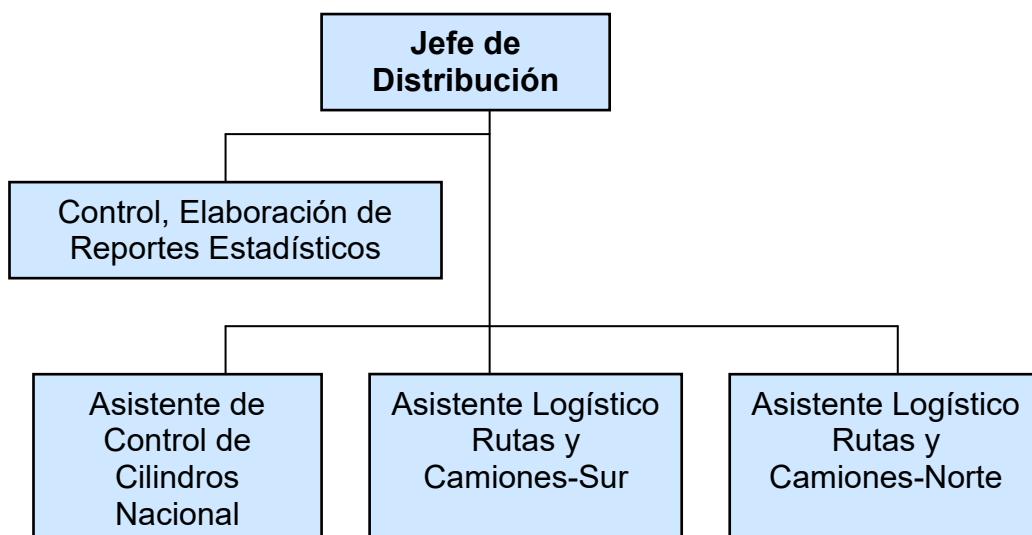 Jefe de
Distribución
Control, Elaboración de
Reportes Estadísticos
Asistente de
Control de
Cilindros
Nacional
Asistente Logístico
Rutas y
Camiones-Sur
Asistente Logístico
Rutas y
Camiones-Norte